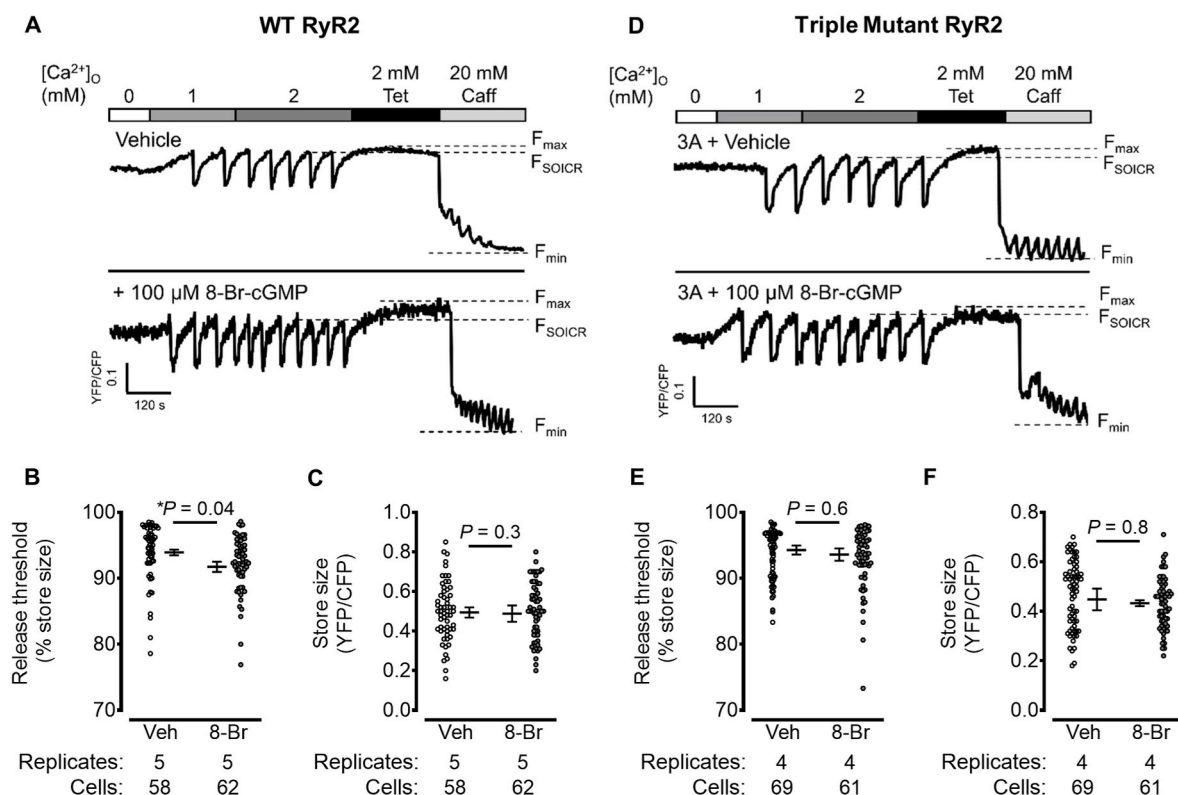 A WT RyR2
[Ca²⁺]O (mM) 0 1 2 2 mM Tet 20 mM Caff
Vehicle
Fmax
FSOICR
Fmin
+ 100 µM 8-Br-cGMP
Fmax
FSOICR
Fmin
YFP/CFP 0.1
120 s
D Triple Mutant RyR2
[Ca²⁺]O (mM) 0 1 2 2 mM Tet 20 mM Caff
3A + Vehicle
Fmax
FSOICR
Fmin
3A + 100 µM 8-Br-cGMP
Fmax
FSOICR
Fmin
YFP/CFP 0.1
120 s
B
Release threshold
(% store size)
100
90
80
70
*P = 0.04
Veh 8-Br
Replicates: 5 5
Cells: 58 62
C
Store size
(YFP/CFP)
1.0
0.8
0.6
0.4
0.2
0.0
P = 0.3
Veh 8-Br
5 5
58 62
E
Release threshold
(% store size)
100
90
80
70
P = 0.6
Veh 8-Br
Replicates: 4 4
Cells: 69 61
F
Store size
(YFP/CFP)
0.8
0.6
0.4
0.2
0.0
P = 0.8
Veh 8-Br
4 4
69 61